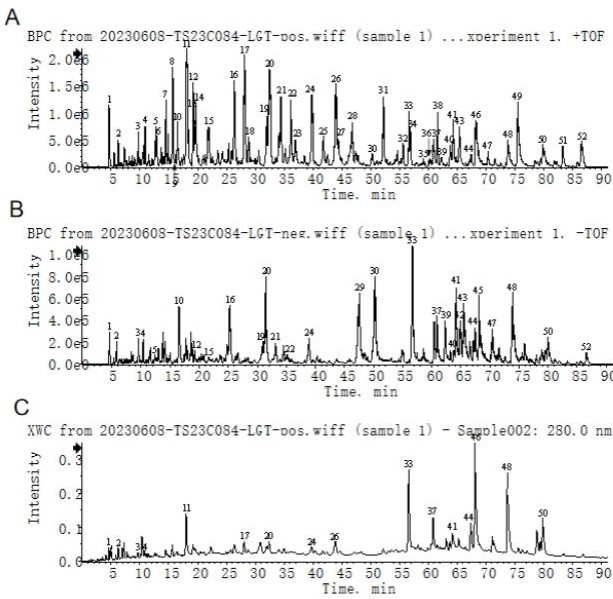 A
BPC from 20230608-TS23C084-LGT-pos.wiff (sample 1) ...xperiment 1. +TOF
Intensity
2.0e6
1.5e6
1.0e6
5.0e5
0.0
1 2 3 4 5 6 7 8 9 10 11 12 14 15 16 17 18 19 20 21 22 23 24 25 26 27 28 30 31 32 33 34 35 36 37 38 39 40 41 43 44 46 47 48 49 50 51 52
5 10 15 20 25 30 35 40 45 50 55 60 65 70 75 80 85 90
Time. min
B
BPC from 20230608-TS23C084-LGT-neg.wiff (sample 1) ...xperiment 1. -TOF
Intensity
1.0e6
8.0e5
6.0e5
4.0e5
2.0e5
0.0
1 2 3 4 5 10 12 15 16 19 20 21 22 24 29 30 33 37 39 40 41 43 44 45 47 48 50 52
5 10 15 20 25 30 35 40 45 50 55 60 65 70 75 80 85 90
Time. min
C
XWC from 20230608-TS23C084-LGT-pos.wiff (sample 1) - Sample002: 280.0 nm
Intensity
0.3
0.2
0.1
0.0
1 2 3 4 11 17 20 24 26 33 37 41 44 46 48 50
5 10 15 20 25 30 35 40 45 50 55 60 65 70 75 80 85 90
Time. min